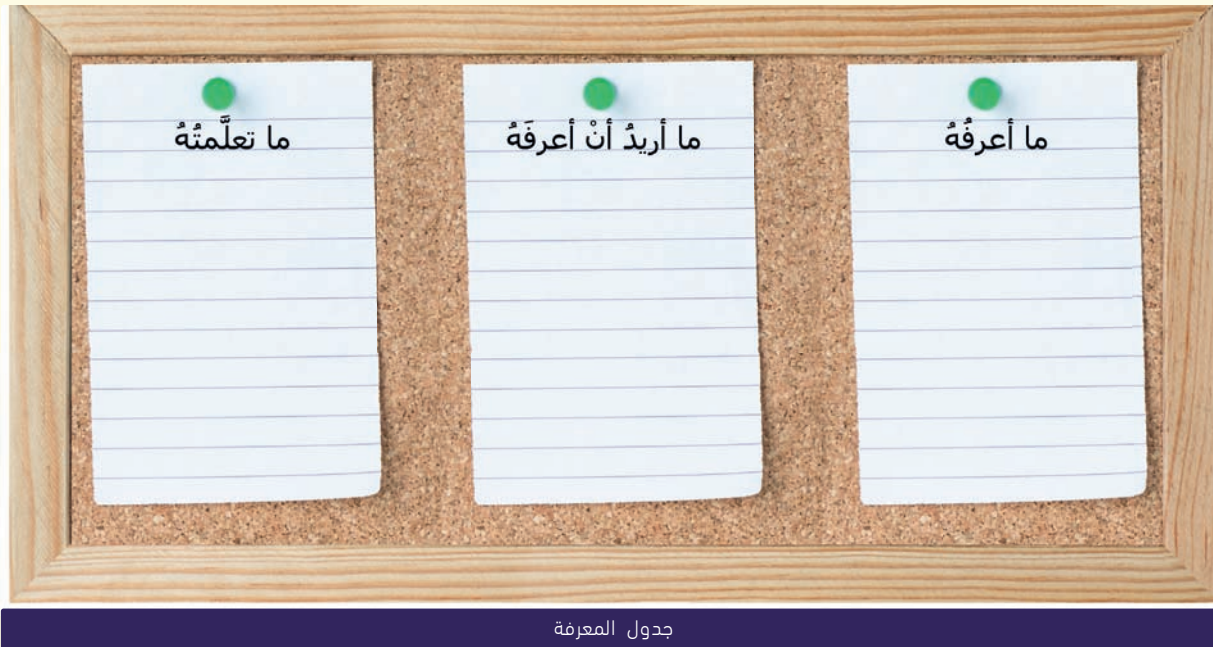 ما أعرفُهُ
ما أريدُ أنْ أعرفَهُ
ما تعلَّمتُهُ
جدول المعرفة